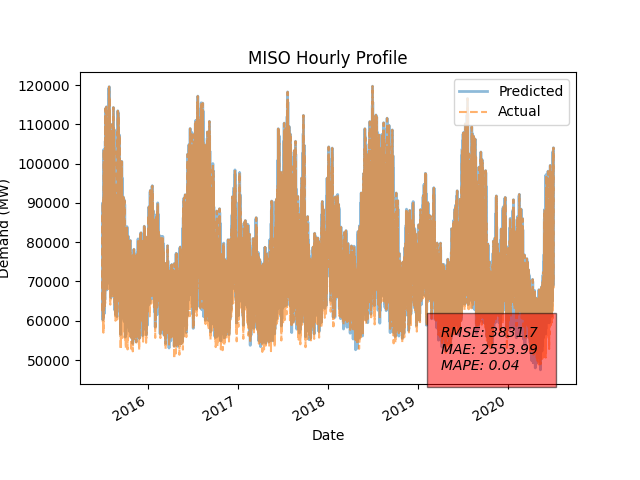 MISO Hourly Profile
Predicted
Actual
120000
110000
100000
90000
80000
70000
60000
50000
Demand (MW)
RMSE: 3831.7
MAE: 2553.99
MAPE: 0.04
2016
2017
2018
2019
2020
Date